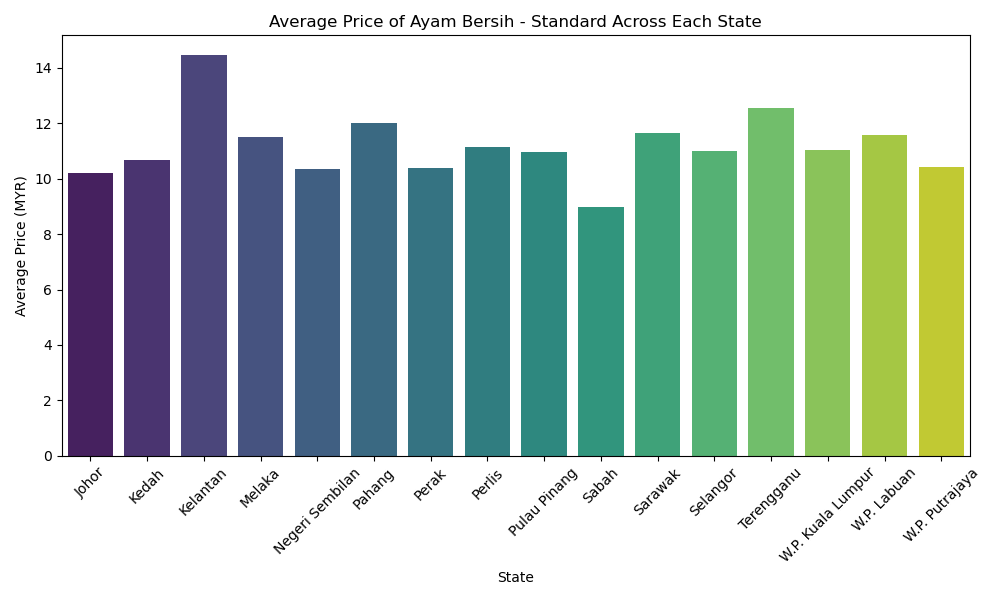 Average Price of Ayam Bersih - Standard Across Each State
Average Price (MYR)
14
12
10
8
6
4
2
0
Johor
Kedah
Kelantan
Melaka
Negeri Sembilan
Pahang
Perak
Perlis
Pulau Pinang
Sabah
Sarawak
Selangor
Terengganu
W.P. Kuala Lumpur
W.P. Labuan
W.P. Putrajaya
State